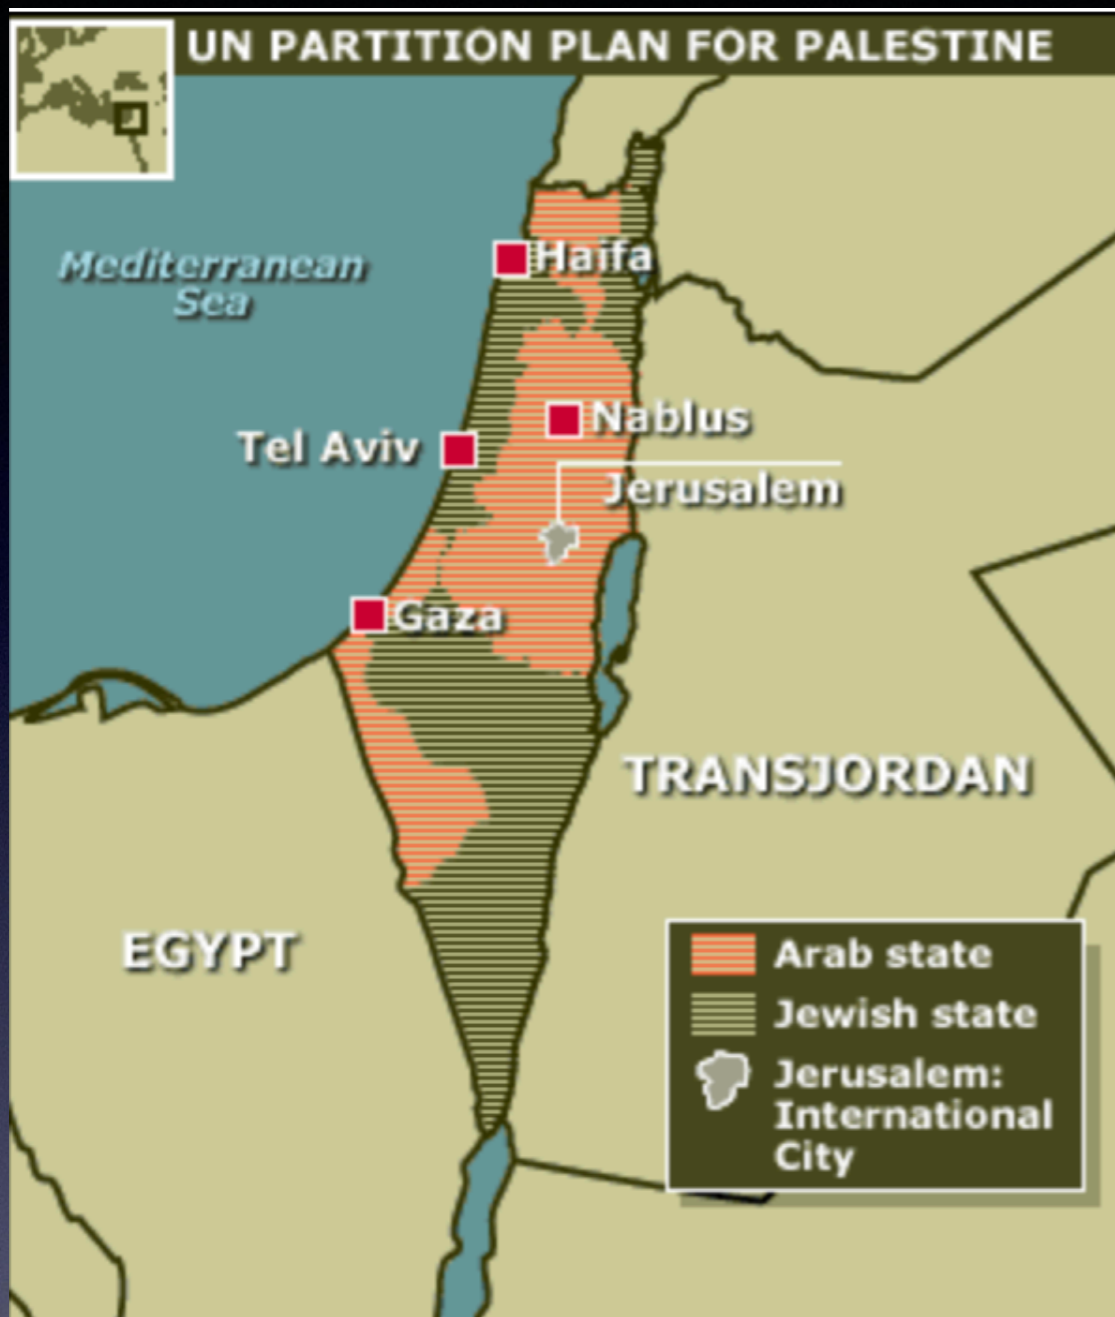 UN PARTITION PLAN FOR PALESTINE
Mediterranean
Sea
Haifa
Nablus
Tel Aviv
Jerusalem
Gaza
TRANSJORDAN
EGYPT
Arab state
Jewish state
Jerusalem:
International
City